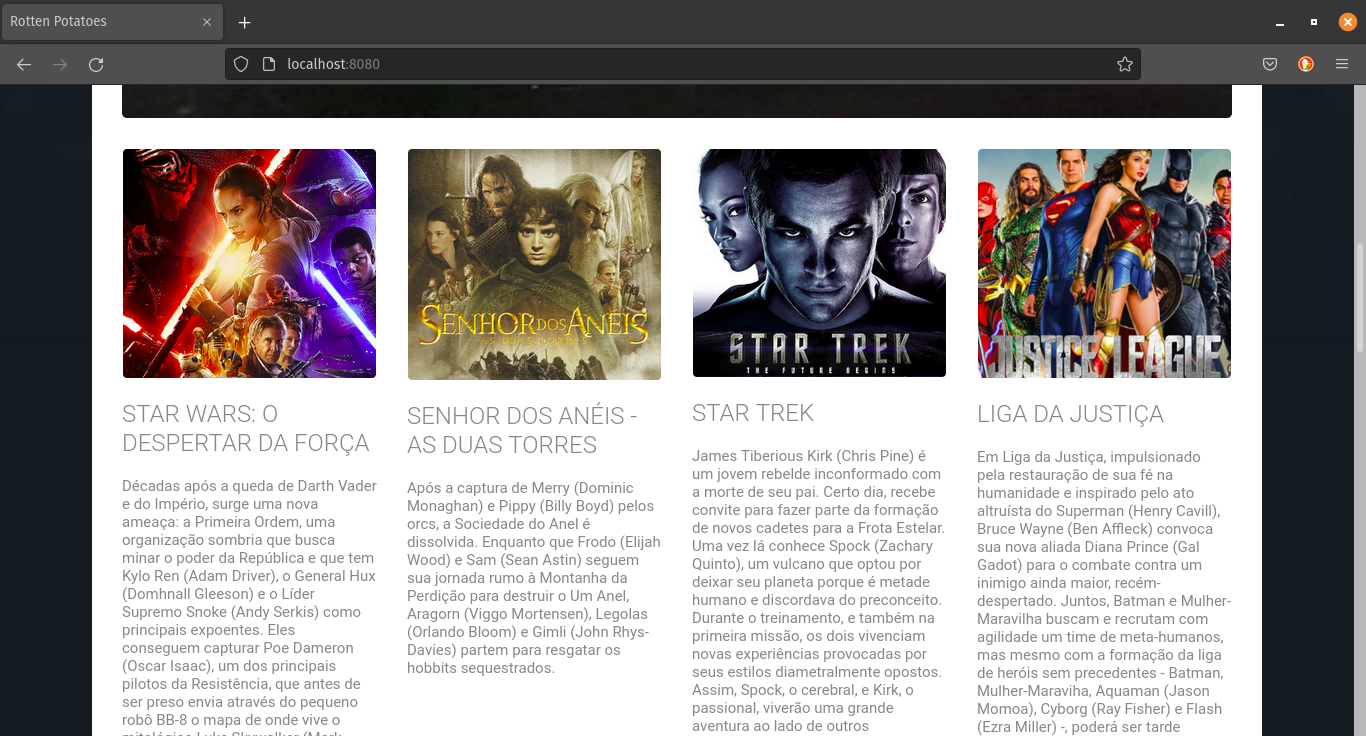 Rotten Potatoes
localhost:8080
SENHOR DOS ANÉIS
AS DUAS TORRES
STAR TREK
THE FUTURE BEGINS
JUSTICE LEAGUE
STAR WARS: O
DESPERTAR DA FORÇA
Décadas após a queda de Darth Vader
e do Império, surge uma nova
ameaça: a Primeira Ordem, uma
organização sombria que busca
minar o poder da República e que tem
Kylo Ren (Adam Driver), o General Hux
(Domhnall Gleeson) e o Líder
Supremo Snoke (Andy Serkis) como
principais expoentes. Eles
conseguem capturar Poe Dameron
(Oscar Isaac), um dos principais
pilotos da Resistência, que antes de
ser preso envia através do pequeno
robô BB-8 o mapa de onde vive o
mitológico Luke Skywalker (Mark
SENHOR DOS ANÉIS -
AS DUAS TORRES
Após a captura de Merry (Dominic
Monaghan) e Pippy (Billy Boyd) pelos
orcs, a Sociedade do Anel é
dissolvida. Enquanto que Frodo (Elijah
Wood) e Sam (Sean Astin) seguem
sua jornada rumo à Montanha da
Perdição para destruir o Um Anel,
Aragorn (Viggo Mortensen), Legolas
(Orlando Bloom) e Gimli (John Rhys-
Davies) partem para resgatar os
hobbits sequestrados.
STAR TREK
James Tiberious Kirk (Chris Pine) é
um jovem rebelde inconformado com
a morte de seu pai. Certo dia, recebe
convite para fazer parte da formação
de novos cadetes para a Frota Estelar.
Uma vez lá conhece Spock (Zachary
Quinto), um vulcano que optou por
deixar seu planeta porque é metade
humano e discordava do preconceito.
Durante o treinamento, e também na
primeira missão, os dois vivenciam
novas experiências provocadas por
seus estilos diametralmente opostos.
Assim, Spock, o cerebral, e Kirk, o
passional, viverão uma grande
aventura ao lado de outros
LIGA DA JUSTIÇA
Em Liga da Justiça, impulsionado
pela restauração de sua fé na
humanidade e inspirado pelo ato
altruísta do Superman (Henry Cavill),
Bruce Wayne (Ben Affleck) convoca
sua nova aliada Diana Prince (Gal
Gadot) para o combate contra um
inimigo ainda maior, recém-
despertado. Juntos, Batman e Mulher-
Maravilha buscam e recrutam com
agilidade um time de meta-humanos,
mas mesmo com a formação da liga
de heróis sem precedentes - Batman,
Mulher-Maraviha, Aquaman (Jason
Momoa), Cyborg (Ray Fisher) e Flash
(Ezra Miller) -, poderá ser tarde